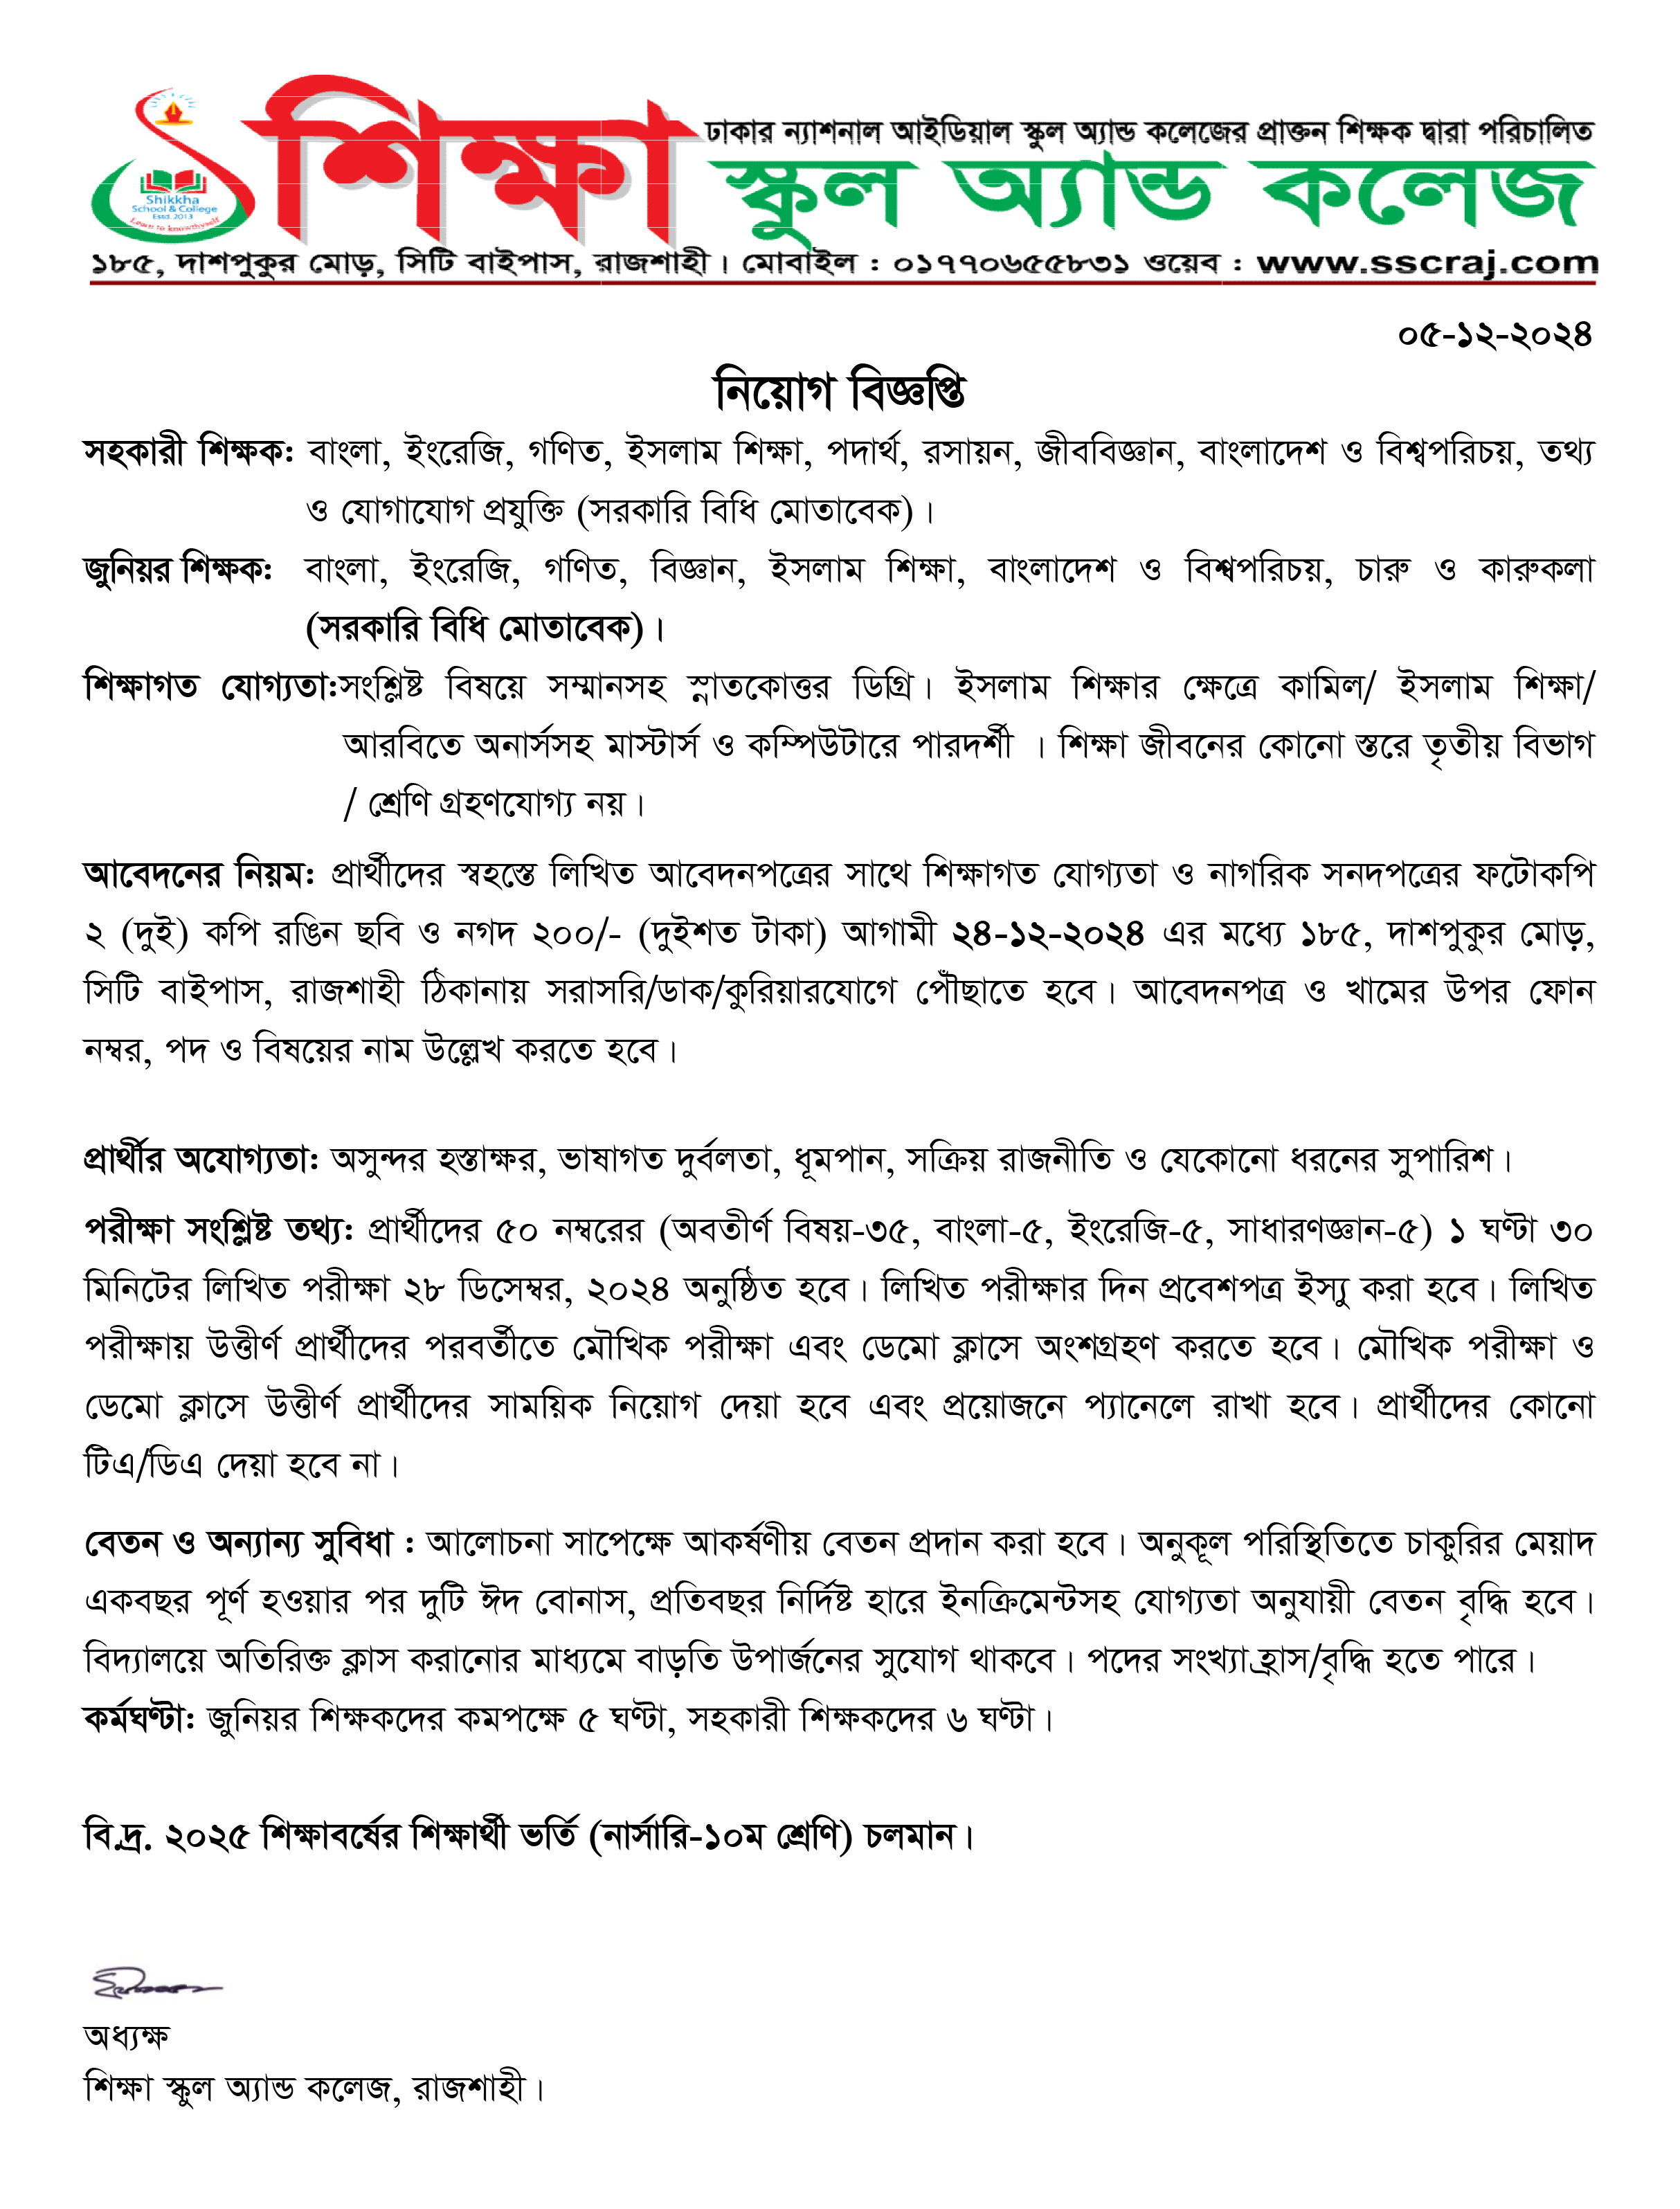 ঢাকার ন্যাশনাল আইডিয়াল স্কুল অ্যান্ড কলেজের প্রাক্তন শিক্ষক দ্বারা পরিচালিত
শিক্ষা স্কুল অ্যান্ড কলেজ
Shikkha
School & College
Estd. 2013
Learn to knowthyself
১৮৫, দাশপুকুর মোড়, সিটি বাইপাস, রাজশাহী। মোবাইল : ০১৭৭০৬৫৫৮৩১ ওয়েব : www.sscraj.com
০৫-১২-২০২৪
নিয়োগ বিজ্ঞপ্তি
সহকারী শিক্ষক: বাংলা, ইংরেজি, গণিত, ইসলাম শিক্ষা, পদার্থ, রসায়ন, জীববিজ্ঞান, বাংলাদেশ ও বিশ্বপরিচয়, তথ্য
ও যোগাযোগ প্রযুক্তি (সরকারি বিধি মোতাবেক)।
জুনিয়র শিক্ষক: বাংলা, ইংরেজি, গণিত, বিজ্ঞান, ইসলাম শিক্ষা, বাংলাদেশ ও বিশ্বপরিচয়, চারু ও কারুকলা
(সরকারি বিধি মোতাবেক)।
শিক্ষাগত যোগ্যতা:সংশ্লিষ্ট বিষয়ে সম্মানসহ স্নাতকোত্তর ডিগ্রি। ইসলাম শিক্ষার ক্ষেত্রে কামিল/ ইসলাম শিক্ষা/
আরবিতে অনার্সসহ মাস্টার্স ও কম্পিউটারে পারদর্শী । শিক্ষা জীবনের কোনো স্তরে তৃতীয় বিভাগ
/ শ্রেণি গ্রহণযোগ্য নয়।
আবেদনের নিয়ম: প্রার্থীদের স্বহস্তে লিখিত আবেদনপত্রের সাথে শিক্ষাগত যোগ্যতা ও নাগরিক সনদপত্রের ফটোকপি
২ (দুই) কপি রঙিন ছবি ও নগদ ২০০/- (দুইশত টাকা) আগামী ২৪-১২-২০২৪ এর মধ্যে ১৮৫, দাশপুকুর মোড়,
সিটি বাইপাস, রাজশাহী ঠিকানায় সরাসরি/ডাক/কুরিয়ারযোগে পৌঁছাতে হবে। আবেদনপত্র ও খামের উপর ফোন
নম্বর, পদ ও বিষয়ের নাম উল্লেখ করতে হবে।
প্রার্থীর অযোগ্যতা: অসুন্দর হস্তাক্ষর, ভাষাগত দুর্বলতা, ধূমপান, সক্রিয় রাজনীতি ও যেকোনো ধরনের সুপারিশ।
পরীক্ষা সংশ্লিষ্ট তথ্য: প্রার্থীদের ৫০ নম্বরের (অবতীর্ণ বিষয়-৩৫, বাংলা-৫, ইংরেজি-৫, সাধারণজ্ঞান-৫) ১ ঘণ্টা ৩০
মিনিটের লিখিত পরীক্ষা ২৮ ডিসেম্বর, ২০২৪ অনুষ্ঠিত হবে। লিখিত পরীক্ষার দিন প্রবেশপত্র ইস্যু করা হবে। লিখিত
পরীক্ষায় উত্তীর্ণ প্রার্থীদের পরবর্তীতে মৌখিক পরীক্ষা এবং ডেমো ক্লাসে অংশগ্রহণ করতে হবে। মৌখিক পরীক্ষা ও
ডেমো ক্লাসে উত্তীর্ণ প্রার্থীদের সাময়িক নিয়োগ দেয়া হবে এবং প্রয়োজনে প্যানেলে রাখা হবে। প্রার্থীদের কোনো
টিএ/ডিএ দেয়া হবে না।
বেতন ও অন্যান্য সুবিধা : আলোচনা সাপেক্ষে আকর্ষণীয় বেতন প্রদান করা হবে। অনুকূল পরিস্থিতিতে চাকুরির মেয়াদ
একবছর পূর্ণ হওয়ার পর দুটি ঈদ বোনাস, প্রতিবছর নির্দিষ্ট হারে ইনক্রিমেন্টসহ যোগ্যতা অনুযায়ী বেতন বৃদ্ধি হবে।
বিদ্যালয়ে অতিরিক্ত ক্লাস করানোর মাধ্যমে বাড়তি উপার্জনের সুযোগ থাকবে। পদের সংখ্যা হ্রাস/বৃদ্ধি হতে পারে।
কর্মঘণ্টা: জুনিয়র শিক্ষকদের কমপক্ষে ৫ ঘণ্টা, সহকারী শিক্ষকদের ৬ ঘণ্টা।
বি.দ্র. ২০২৫ শিক্ষাবর্ষের শিক্ষার্থী ভর্তি (নার্সারি-১০ম শ্রেণি) চলমান।
অধ্যক্ষ
শিক্ষা স্কুল অ্যান্ড কলেজ, রাজশাহী।